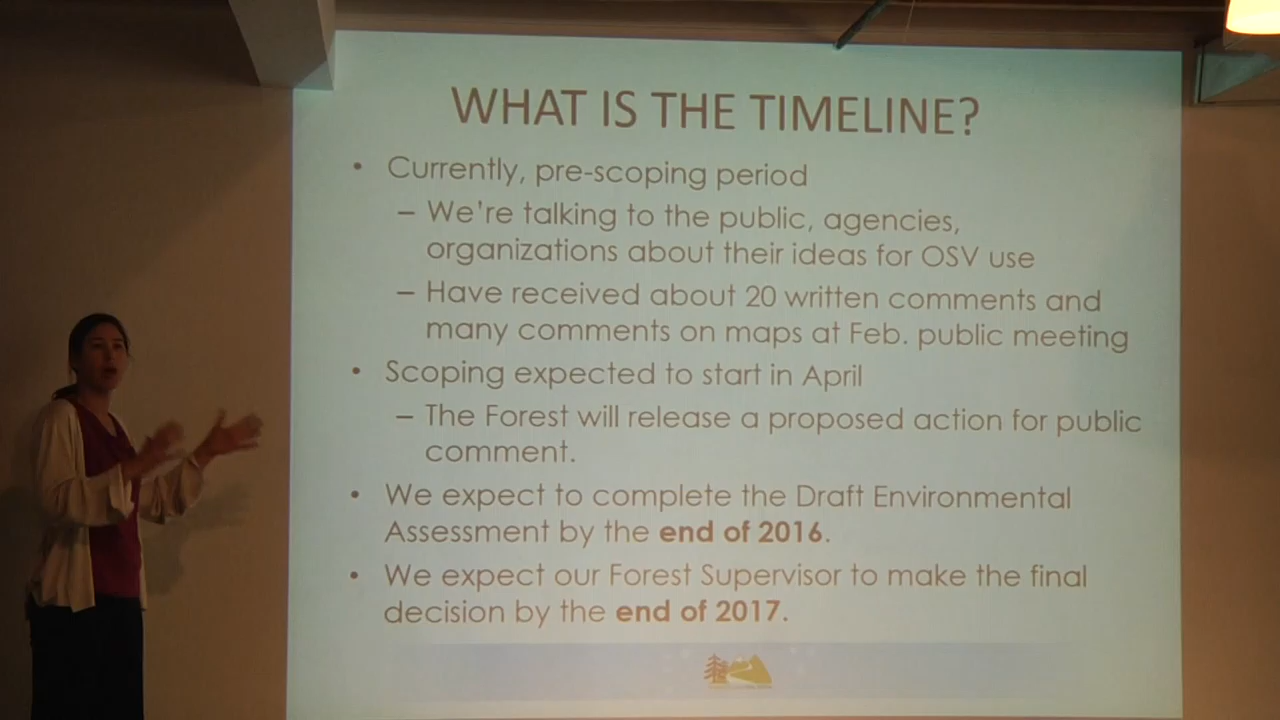 WHAT IS THE TIMELINE?
• Currently, pre-scoping period
– We're talking to the public, agencies,
organizations about their ideas for OSV use
– Have received about 20 written comments and
many comments on maps at Feb. public meeting
• Scoping expected to start in April
– The Forest will release a proposed action for public
comment.
• We expect to complete the Draft Environmental
Assessment by the end of 2016.
• We expect our Forest Supervisor to make the final
decision by the end of 2017.